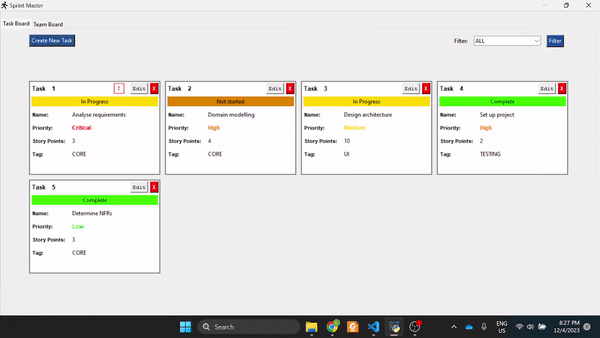 Sprint Master
Task Board Team Board
Create New Task Filter: ALL Filter
Task 1 ! Edit X
In Progress
Name: Analyse requirements
Priority: Critical
Story Points: 3
Tag: CORE
Task 2 Edit X
Not started
Name: Domain modelling
Priority: High
Story Points: 4
Tag: CORE
Task 3 Edit X
In Progress
Name: Design architecture
Priority: Medium
Story Points: 10
Tag: UI
Task 4 Edit X
Complete
Name: Set up project
Priority: High
Story Points: 2
Tag: TESTING
Task 5 Edit X
Complete
Name: Determine NFRs
Priority: Low
Story Points: 3
Tag: CORE
Search
ENG
US
8:27 PM
12/4/2023